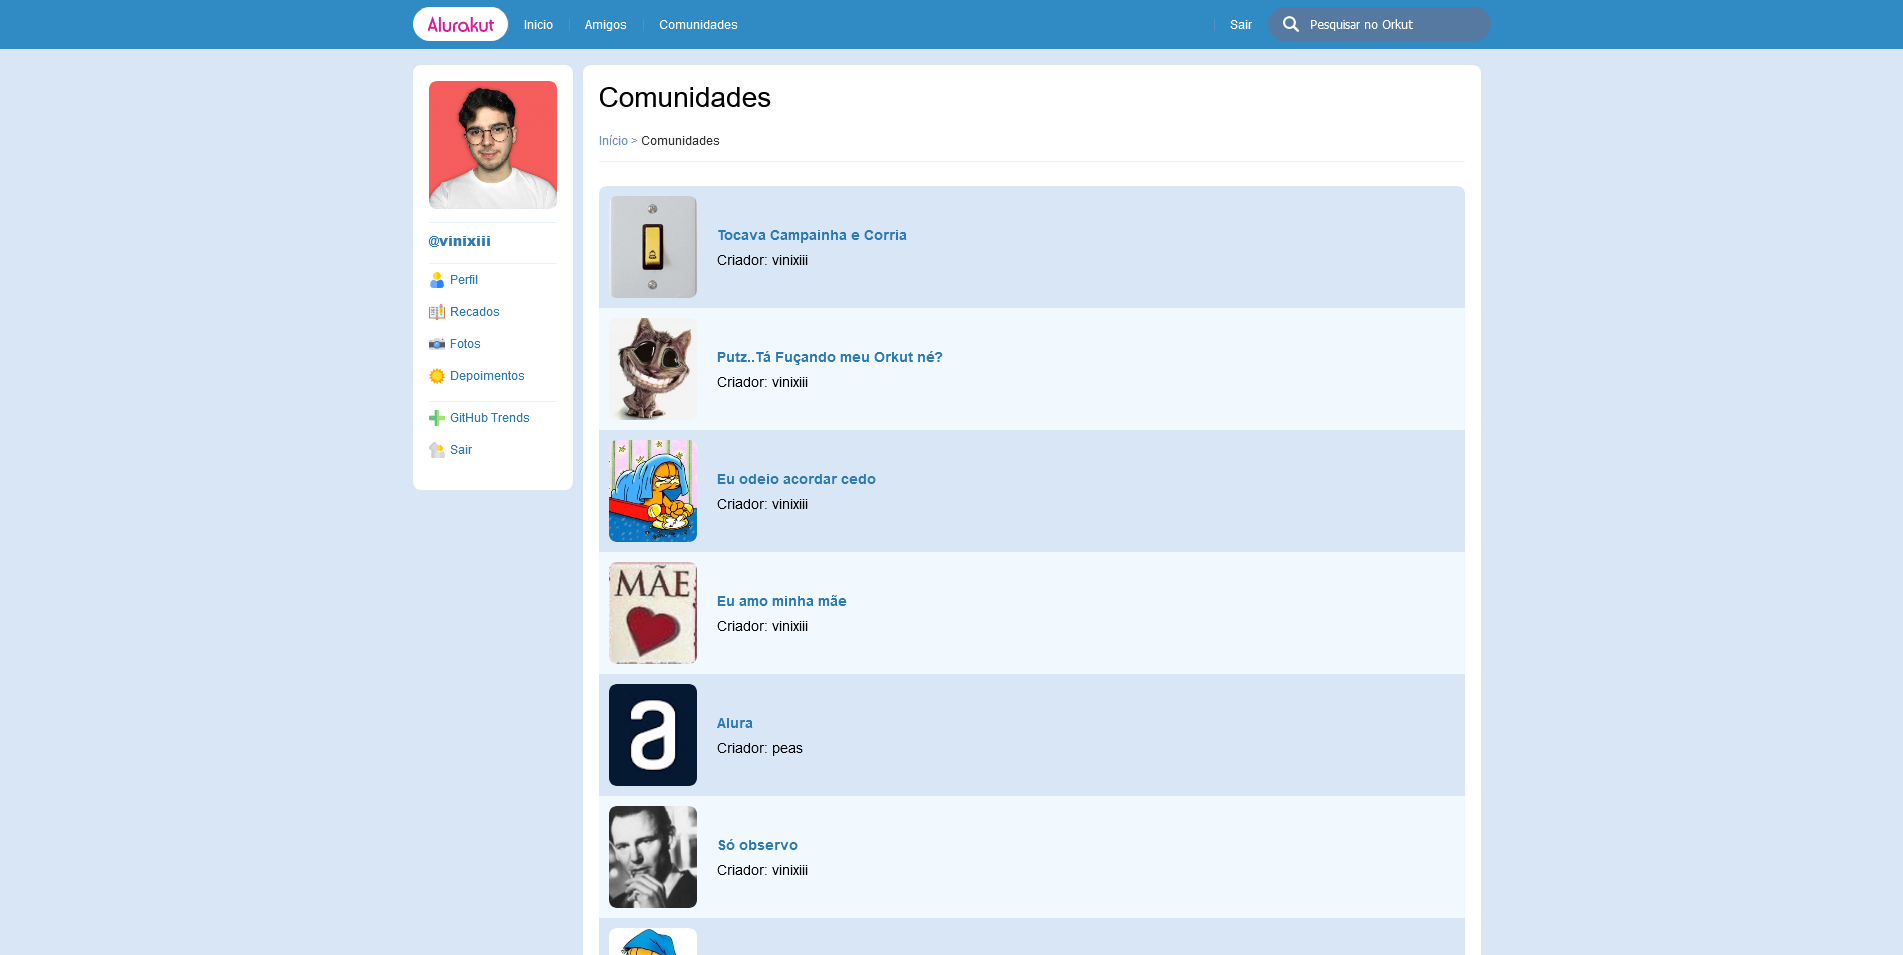 Alurakut
Inicio
Amigos
Comunidades
Sair
Pesquisar no Orkut
@vinixiii
Perfil
Recados
Fotos
Depoimentos
GitHub Trends
Sair
Comunidades
Início > Comunidades
Tocava Campainha e Corria
Criador: vinixiii
Putz..Tá Fuçando meu Orkut né?
Criador: vinixiii
Eu odeio acordar cedo
Criador: vinixiii
MÃE
Eu amo minha mãe
Criador: vinixiii
a
Alura
Criador: peas
Só observo
Criador: vinixiii